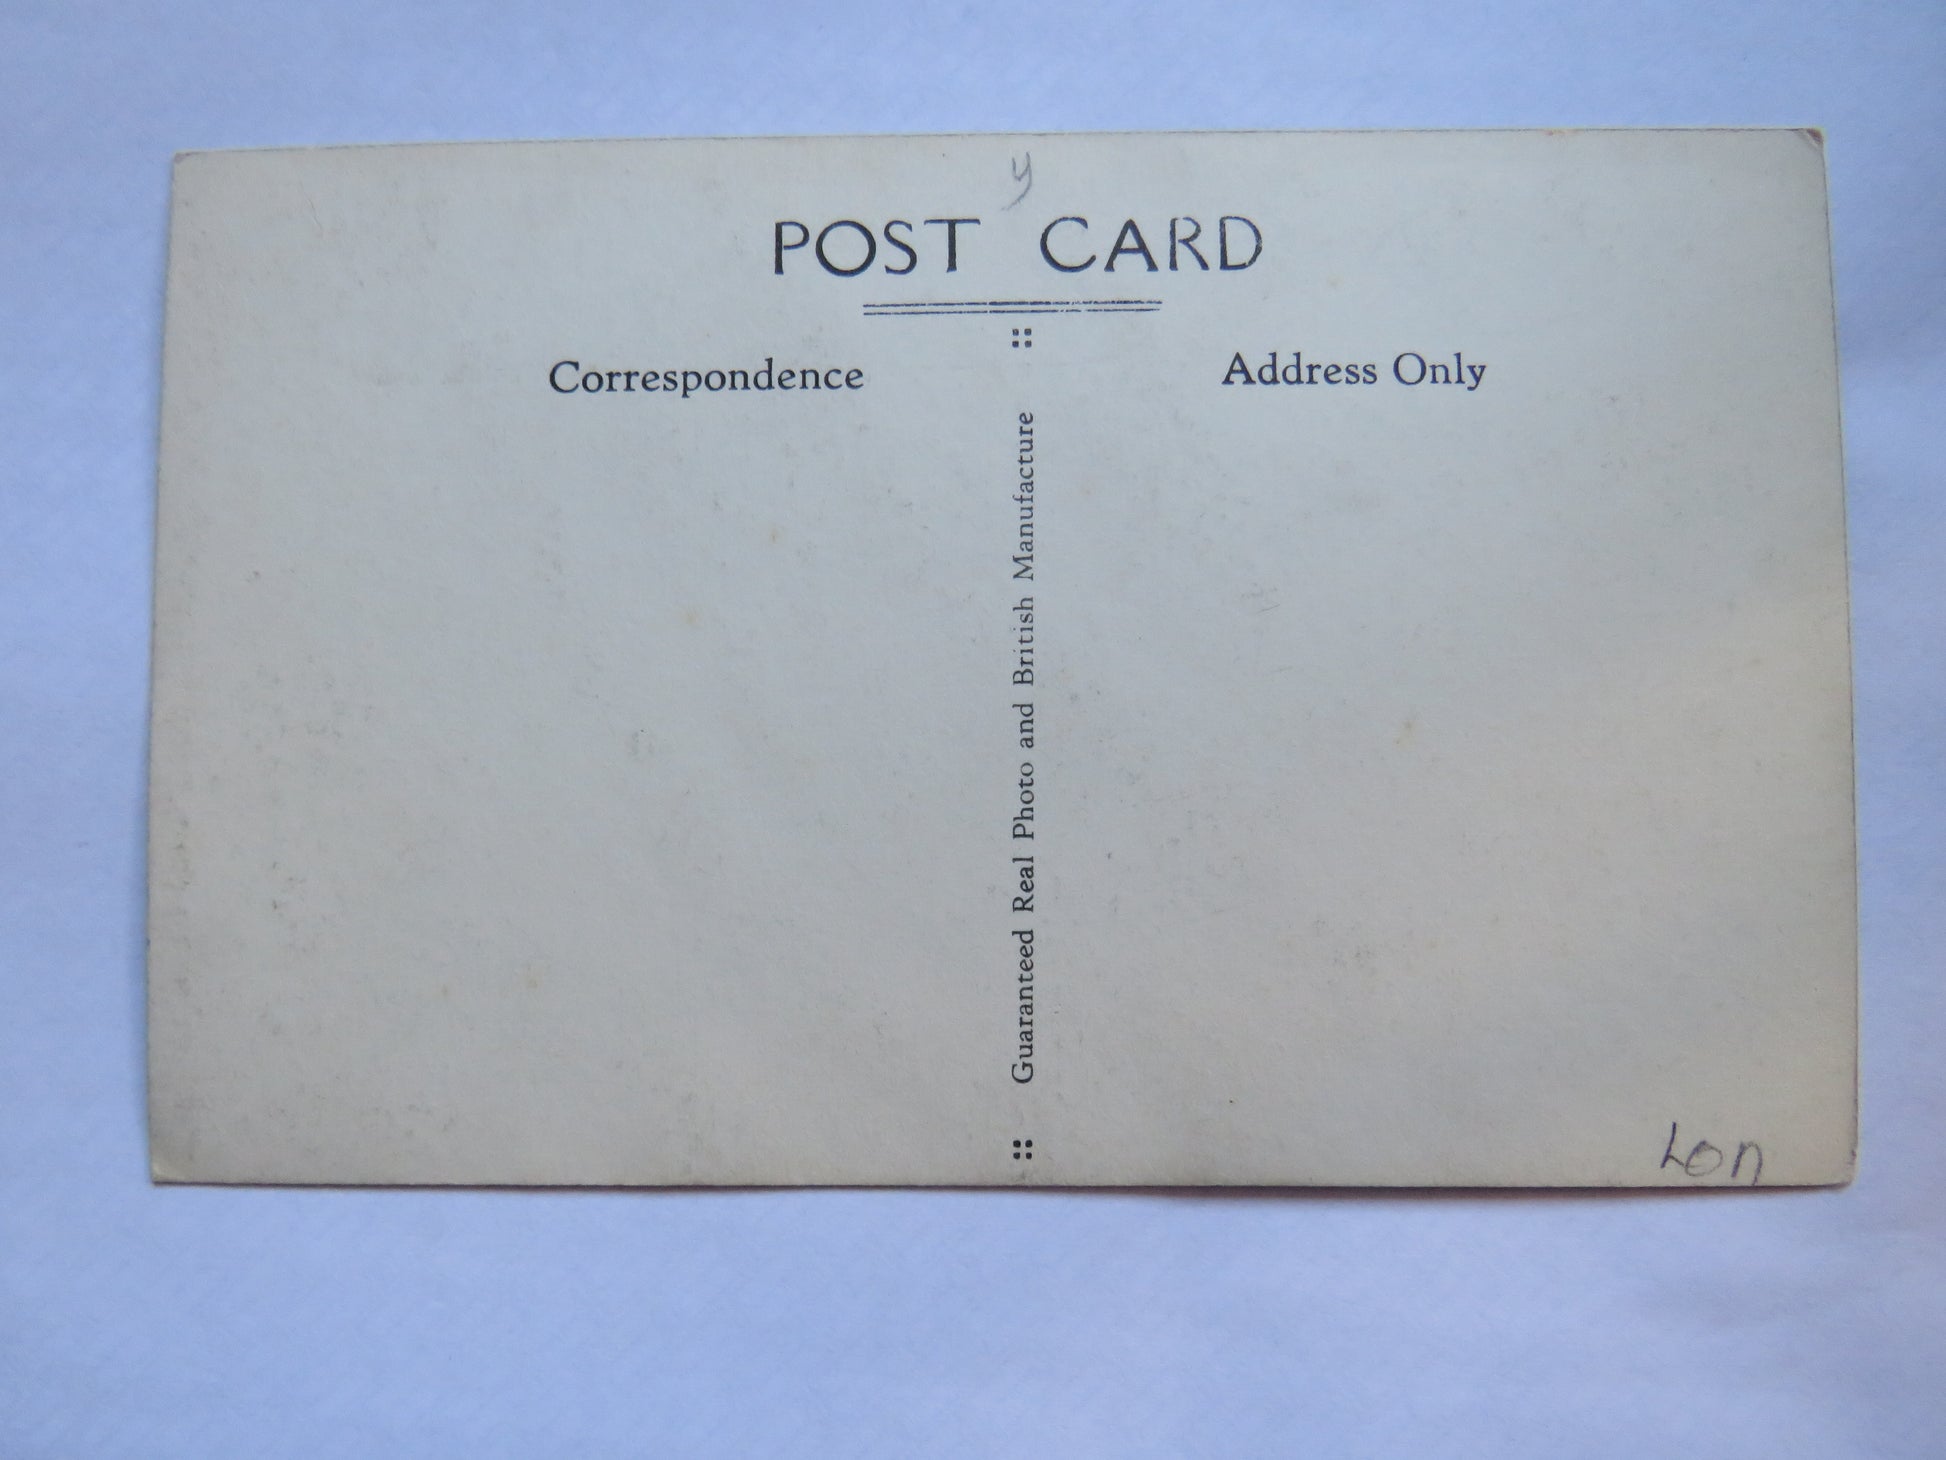 y
POST CARD
Correspondence
Address Only
Guaranteed Real Photo and British Manufacture
Lon